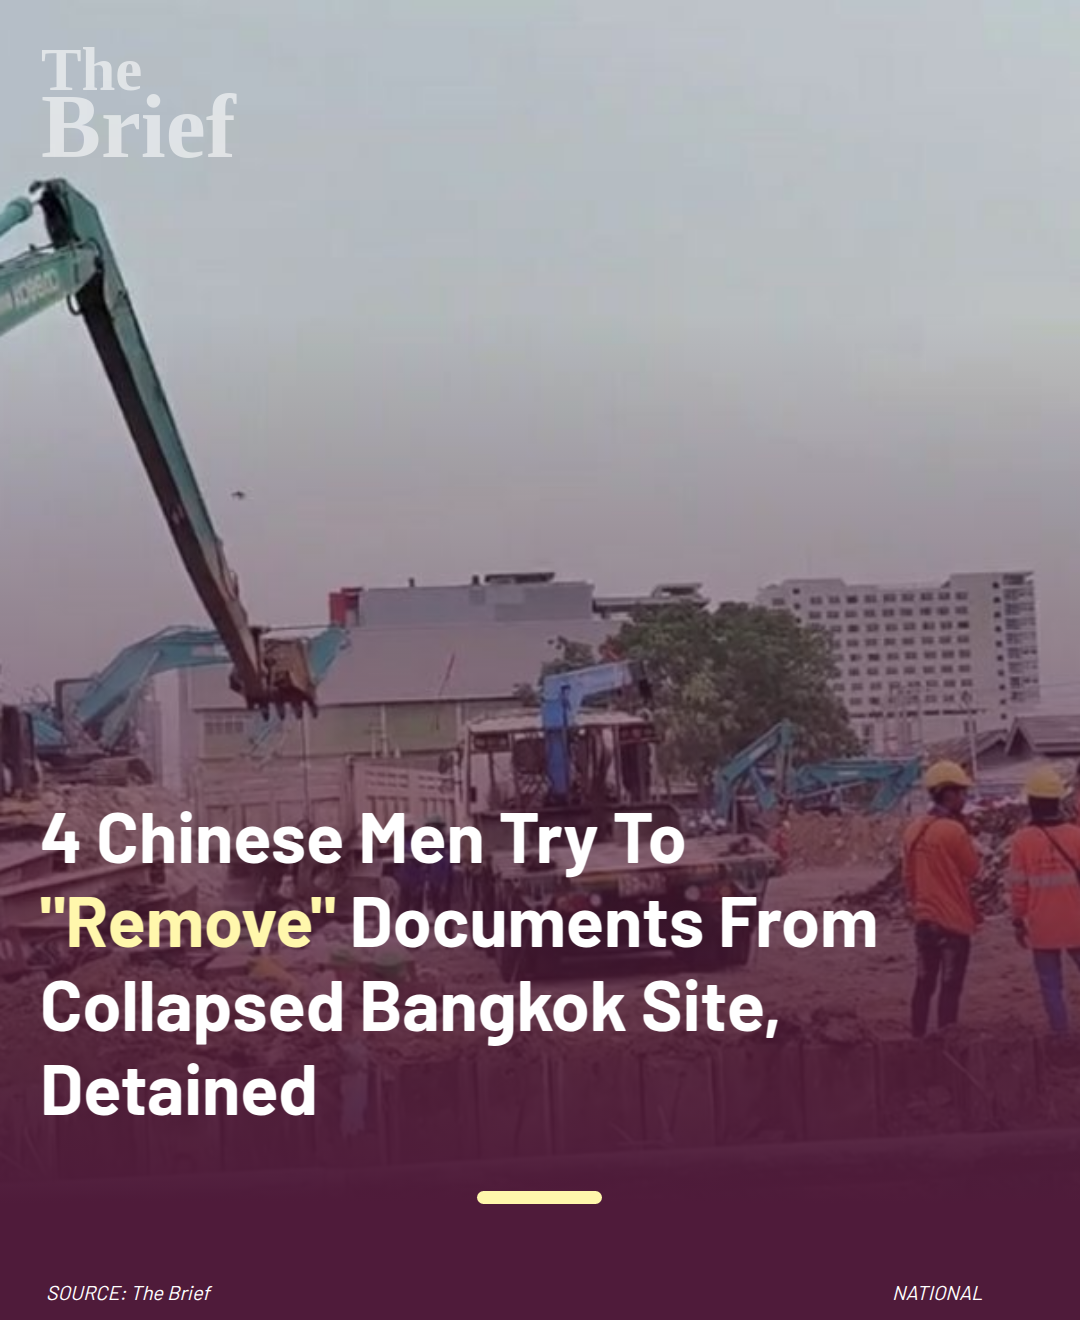 The
Brief
KOBELCO
4 Chinese Men Try To
"Remove" Documents From
Collapsed Bangkok Site,
Detained
SOURCE: The Brief
NATIONAL